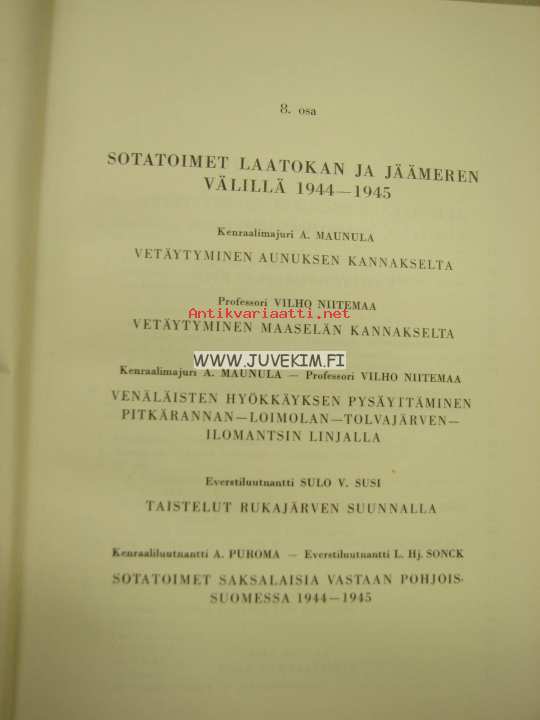 8. osa
SOTATOIMET LAATOKAN JA JÄÄMEREN
VÄLILLÄ 1944—1945
Kenraalimajuri A. MAUNULA
VETÄYTYMINEN AUNUKSEN KANNAKSELTA
Professori VILHO NIITEMAA
Antikvariaatti.net
VETÄYTYMINEN MAASELÄN KANNAKSELTA
WWW.JUVEKIM.FI
Kenraalimajuri A. MAUNULA — Professori VILHO NIITEMAA
VENÄLÄISTEN HYÖKKÄYKSEN PYSÄYTTÄMINEN
PITKÄRANNAN—LOIMOLAN—TOLVAJÄRVEN—
ILOMANTSIN LINJALLA
Everstiluutnantti SULO V. SUSI
TAISTELUT RUKAJÄRVEN SUUNNALLA
Kenraaliluutnantti A. PUROMA — Everstiluutnantti L. Hj. SONCK
SOTATOIMET SAKSALAISIA VASTAAN POHJOIS-
SUOMESSA 1944—1945